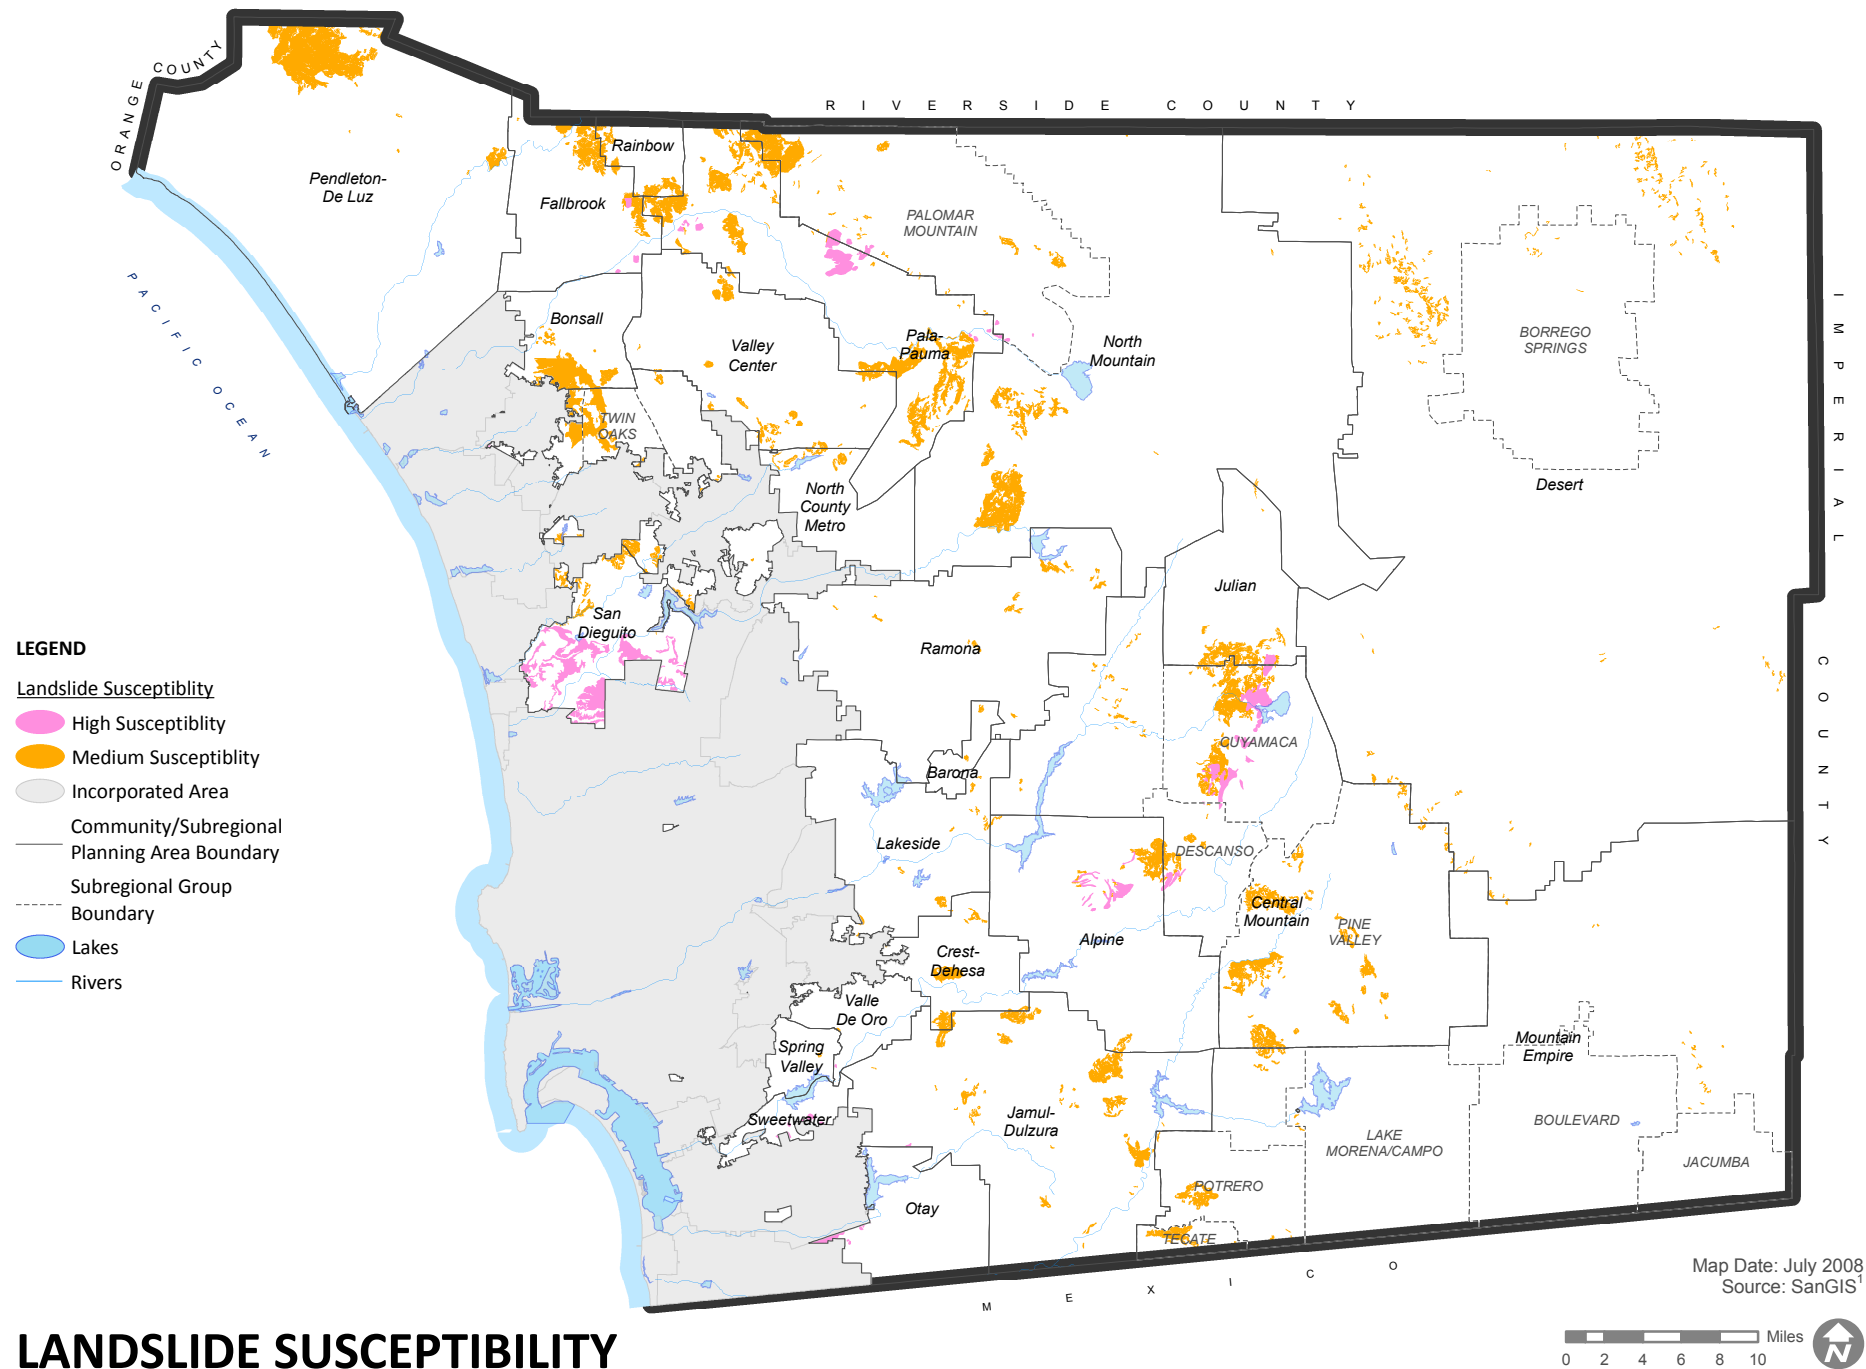 ORANGE COUNTY
RIVERSIDE COUNTY
Rainbow
Pendleton-
De Luz
Fallbrook
PALOMAR
MOUNTAIN
PACIFIC OCEAN
IMPERIAL COUNTY
Bonsall
Valley
Center
Pala-
Pauma
North
Mountain
BORREGO
SPRINGS
TWIN
OAKS
Desert
North
County
Metro
Julian
San
Dieguito
Ramona
LEGEND
Landslide Susceptiblity
High Susceptiblity
Medium Susceptiblity
Incorporated Area
Community/Subregional
Planning Area Boundary
Subregional Group
Boundary
Lakes
Rivers
CUYAMACA
Barona
Lakeside
DESCANSO
Central
Mountain
PINE
VALLEY
Alpine
Crest-
Dehesa
Valle
De Oro
Spring
Valley
Mountain
Empire
Sweetwater
Jamul-
Dulzura
BOULEVARD
LAKE
MORENA/CAMPO
JACUMBA
POTRERO
Otay
TECATE
MEXICO
Map Date: July 2008
Source: SanGIS1
Miles
0 2 4 6 8 10
N
LANDSLIDE SUSCEPTIBILITY